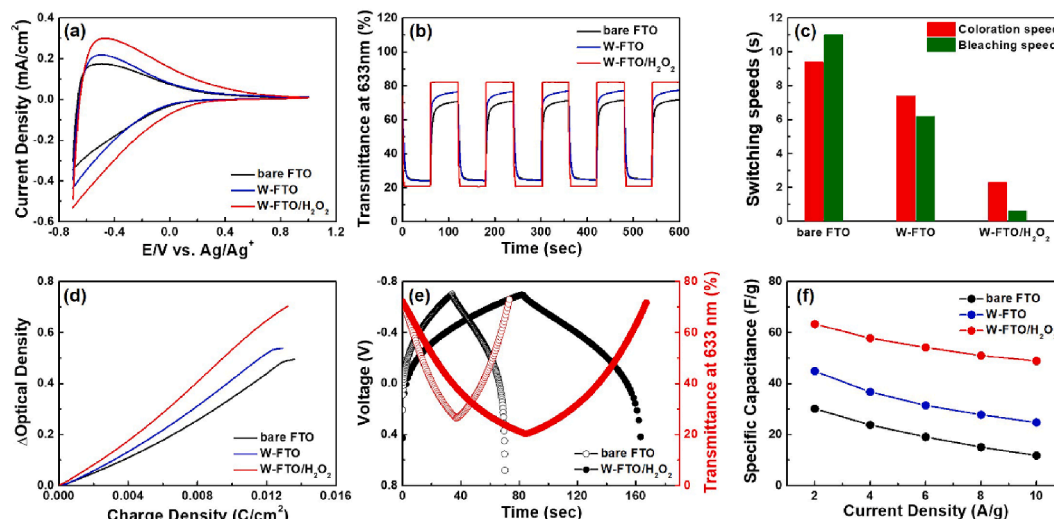 (a)
Current Density (mA/cm²)
0.4
0.2
0.0
-0.2
-0.4
-0.6
-0.8 -0.4 0.0 0.4 0.8 1.2
E/V vs. Ag/Ag⁺
bare FTO
W-FTO
W-FTO/H₂O₂
(b)
Transmittance at 633nm (%)
120
100
80
60
40
20
0
0 100 200 300 400 500 600
Time (sec)
bare FTO
W-FTO
W-FTO/H₂O₂
(c)
Switching speeds (s)
12
10
8
6
4
2
0
bare FTO W-FTO W-FTO/H₂O₂
Coloration speed
Bleaching speed
(d)
ΔOptical Density
0.8
0.6
0.4
0.2
0.0
0.000 0.004 0.008 0.012 0.016
Charge Density (C/cm²)
bare FTO
W-FTO
W-FTO/H₂O₂
(e)
Voltage (V)
-0.8
-0.4
0.0
0.4
0.8
0 40 80 120 160
Time (sec)
Transmittance at 633 nm (%)
80
60
40
20
0
bare FTO
W-FTO/H₂O₂
(f)
Specific Capacitance (F/g)
80
60
40
20
0
2 4 6 8 10
Current Density (A/g)
bare FTO
W-FTO
W-FTO/H₂O₂